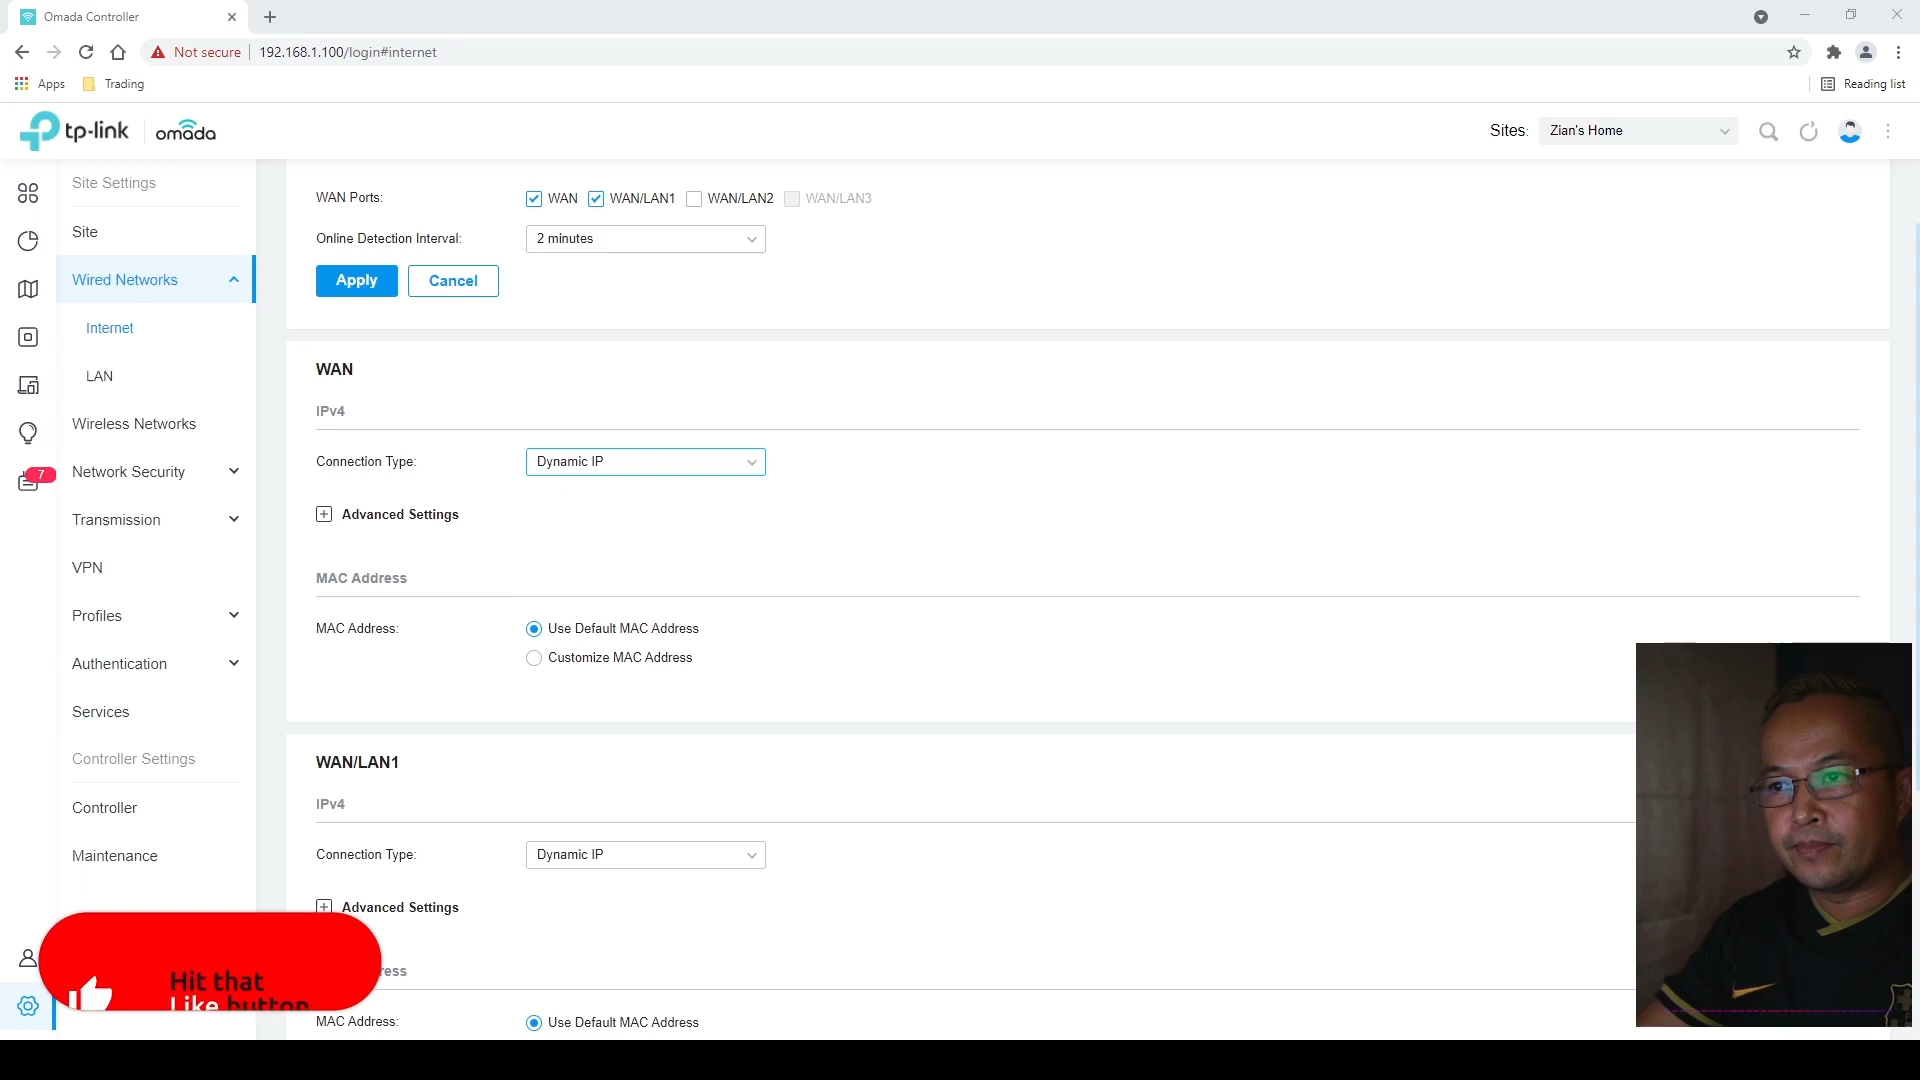 Omada Controller
Not secure
192.168.1.100/login#internet
Apps
Trading
Reading list
tp-link
omada
Sites:
Zian's Home
Site Settings
Site
Wired Networks
Internet
LAN
Wireless Networks
Network Security
7
Transmission
VPN
Profiles
Authentication
Services
Controller Settings
Controller
Maintenance
WAN Ports:
WAN
WAN/LAN1
WAN/LAN2
WAN/LAN3
Online Detection Interval:
2 minutes
Apply
Cancel
WAN
IPv4
Connection Type:
Dynamic IP
Advanced Settings
MAC Address
MAC Address:
Use Default MAC Address
Customize MAC Address
WAN/LAN1
IPv4
Connection Type:
Dynamic IP
Advanced Settings
ress
MAC Address:
Use Default MAC Address
Hit that
Like button